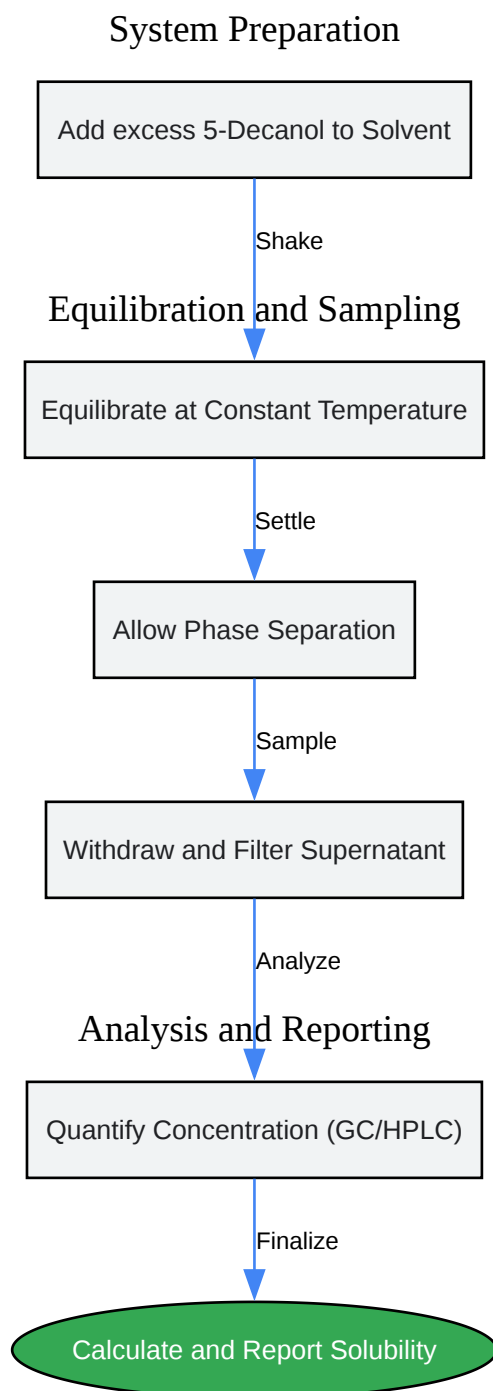 System Preparation
Add excess 5-Decanol to Solvent
Shake
Equilibration and Sampling
Equilibrate at Constant Temperature
Settle
Allow Phase Separation
Sample
Withdraw and Filter Supernatant
Analyze
Analysis and Reporting
Quantify Concentration (GC/HPLC)
Finalize
Calculate and Report Solubility